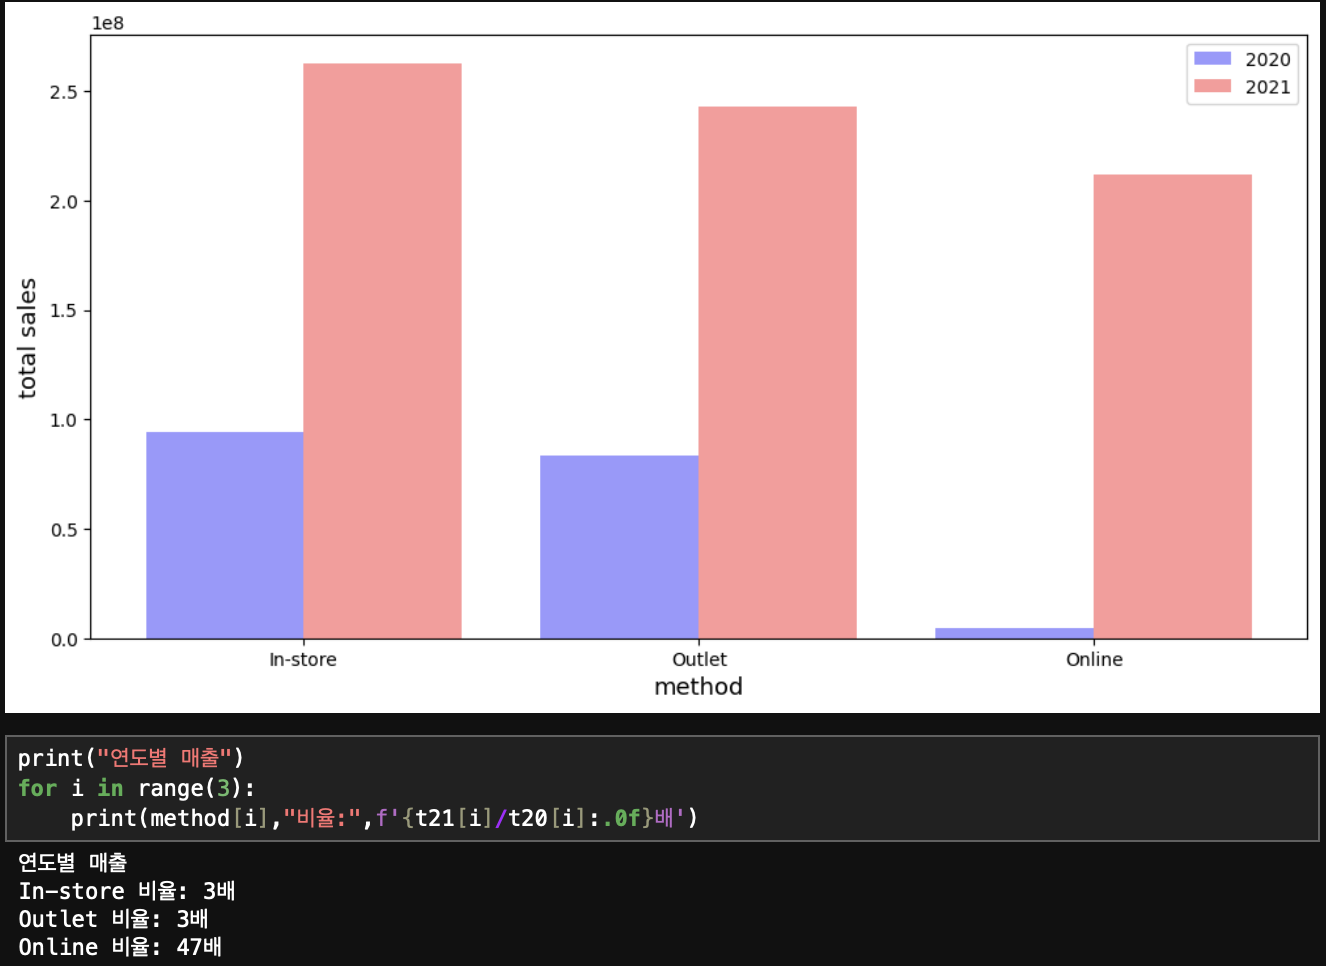 1e8
2020
2021
2.5
2.0
1.5
1.0
0.5
0.0
total sales
In-store
Outlet
Online
method
print("연도별 매출")
for i in range(3):
    print(method[i],"비율:",f'{t21[i]/t20[i]:.0f}배')
연도별 매출
In-store 비율: 3배
Outlet 비율: 3배
Online 비율: 47배